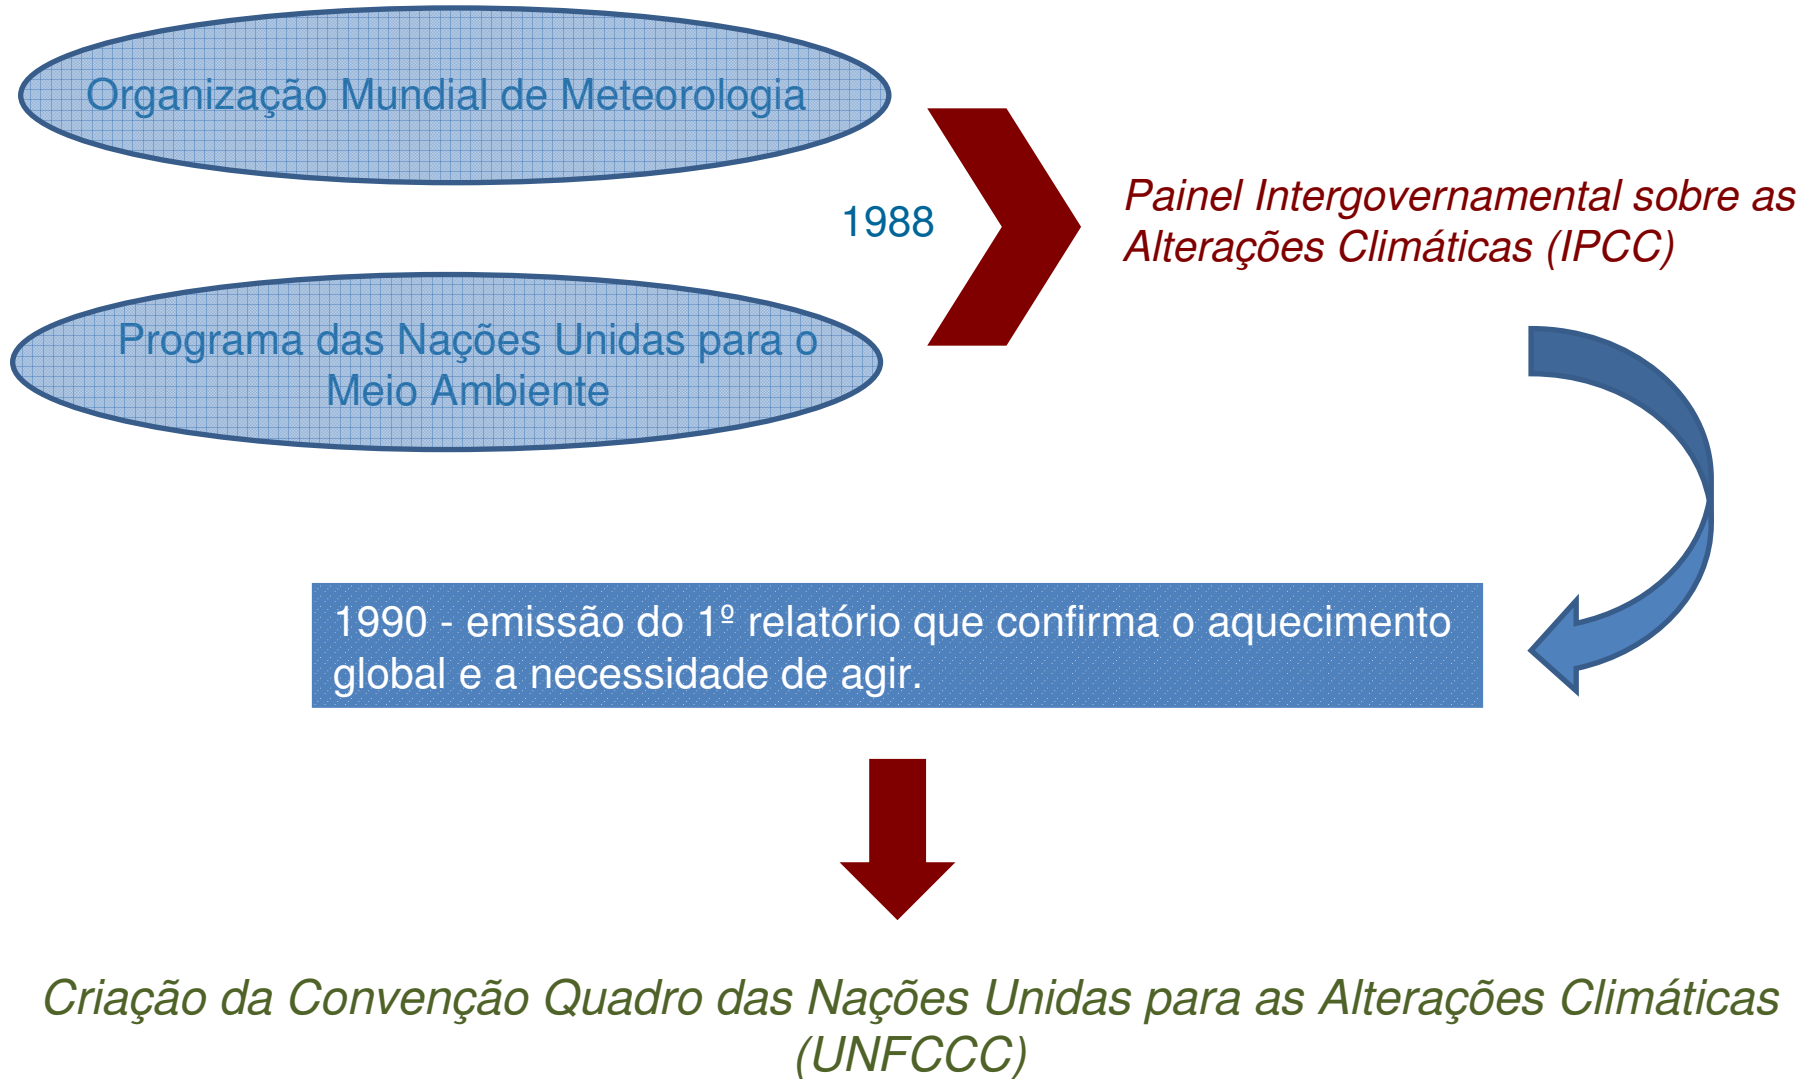 Organização Mundial de Meteorologia
1988
Painel Intergovernamental sobre as
Alterações Climáticas (IPCC)
Programa das Nações Unidas para o
Meio Ambiente
1990 - emissão do 1º relatório que confirma o aquecimento
global e a necessidade de agir.
Criação da Convenção Quadro das Nações Unidas para as Alterações Climáticas
(UNFCCC)